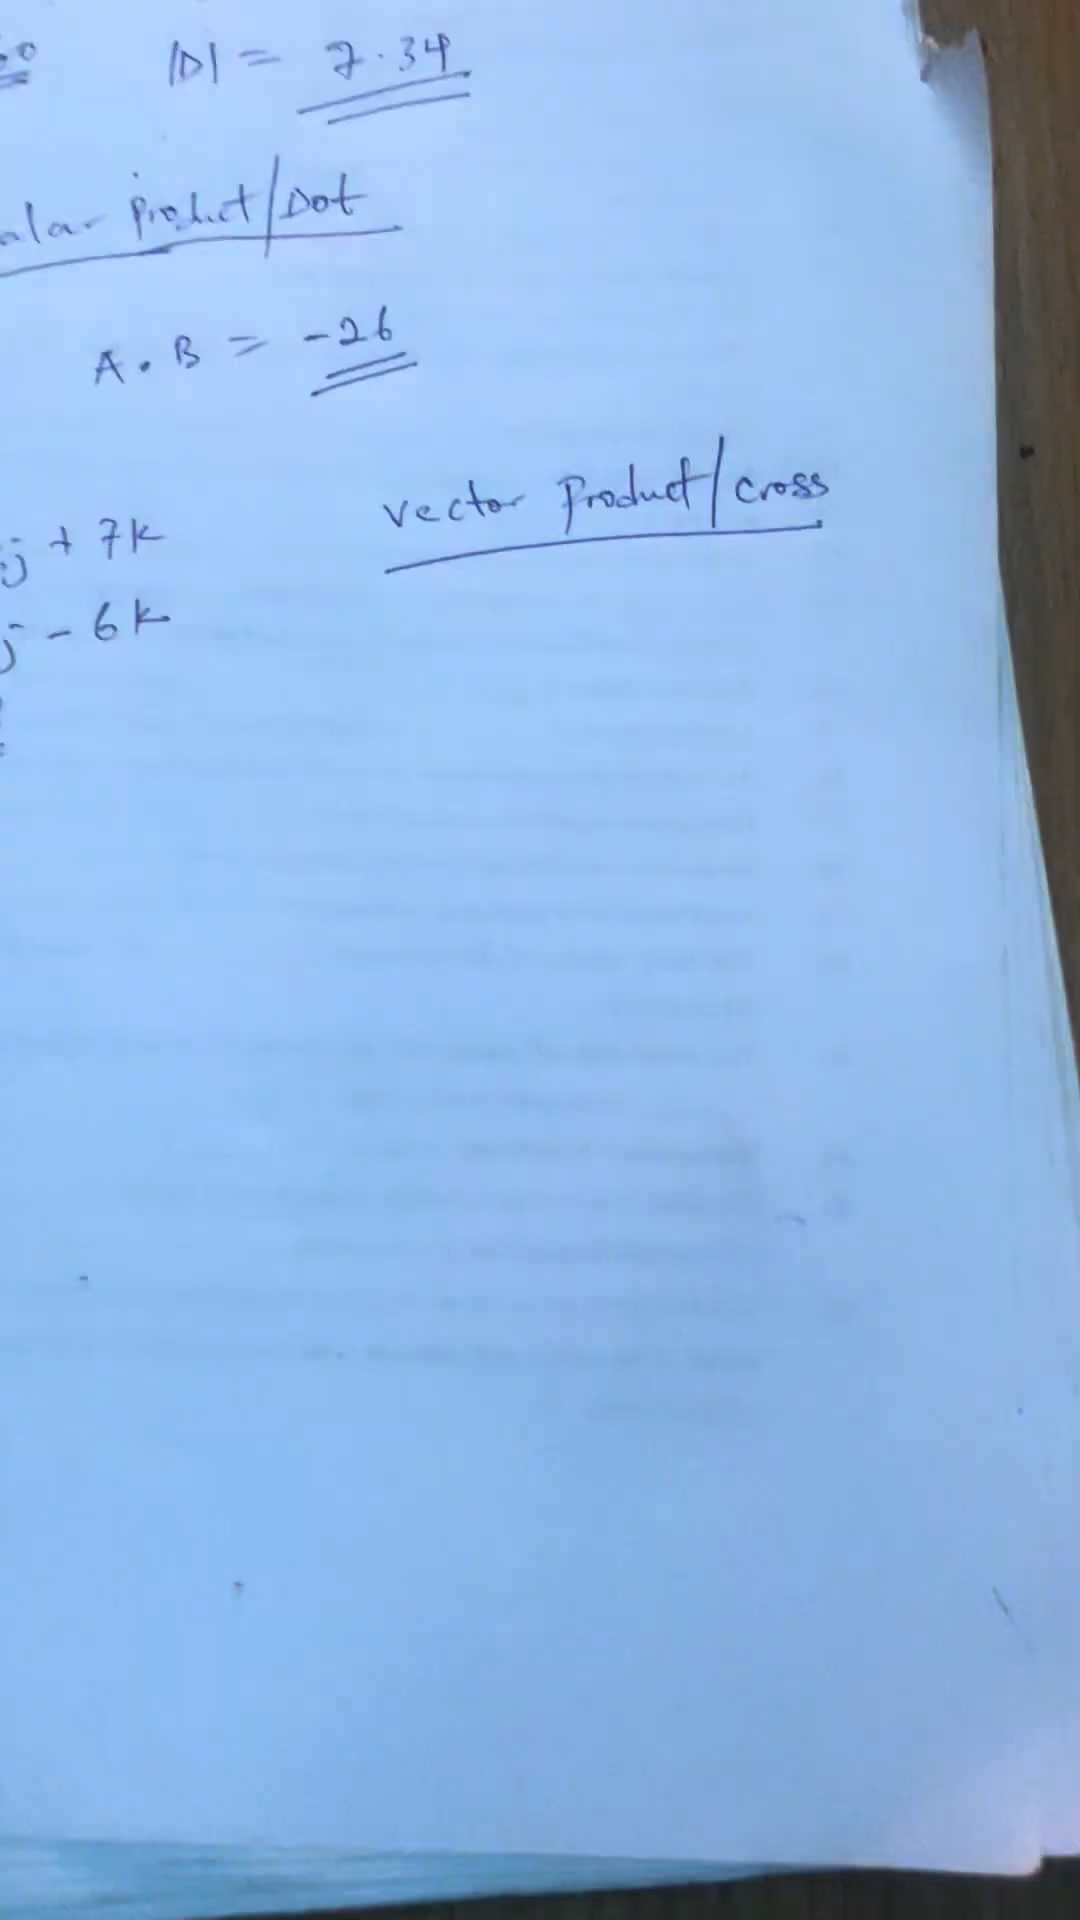 |D| = 7.34
alar Product/Dot
A . B = -26
vector Product/cross
j + 7k
j - 6k